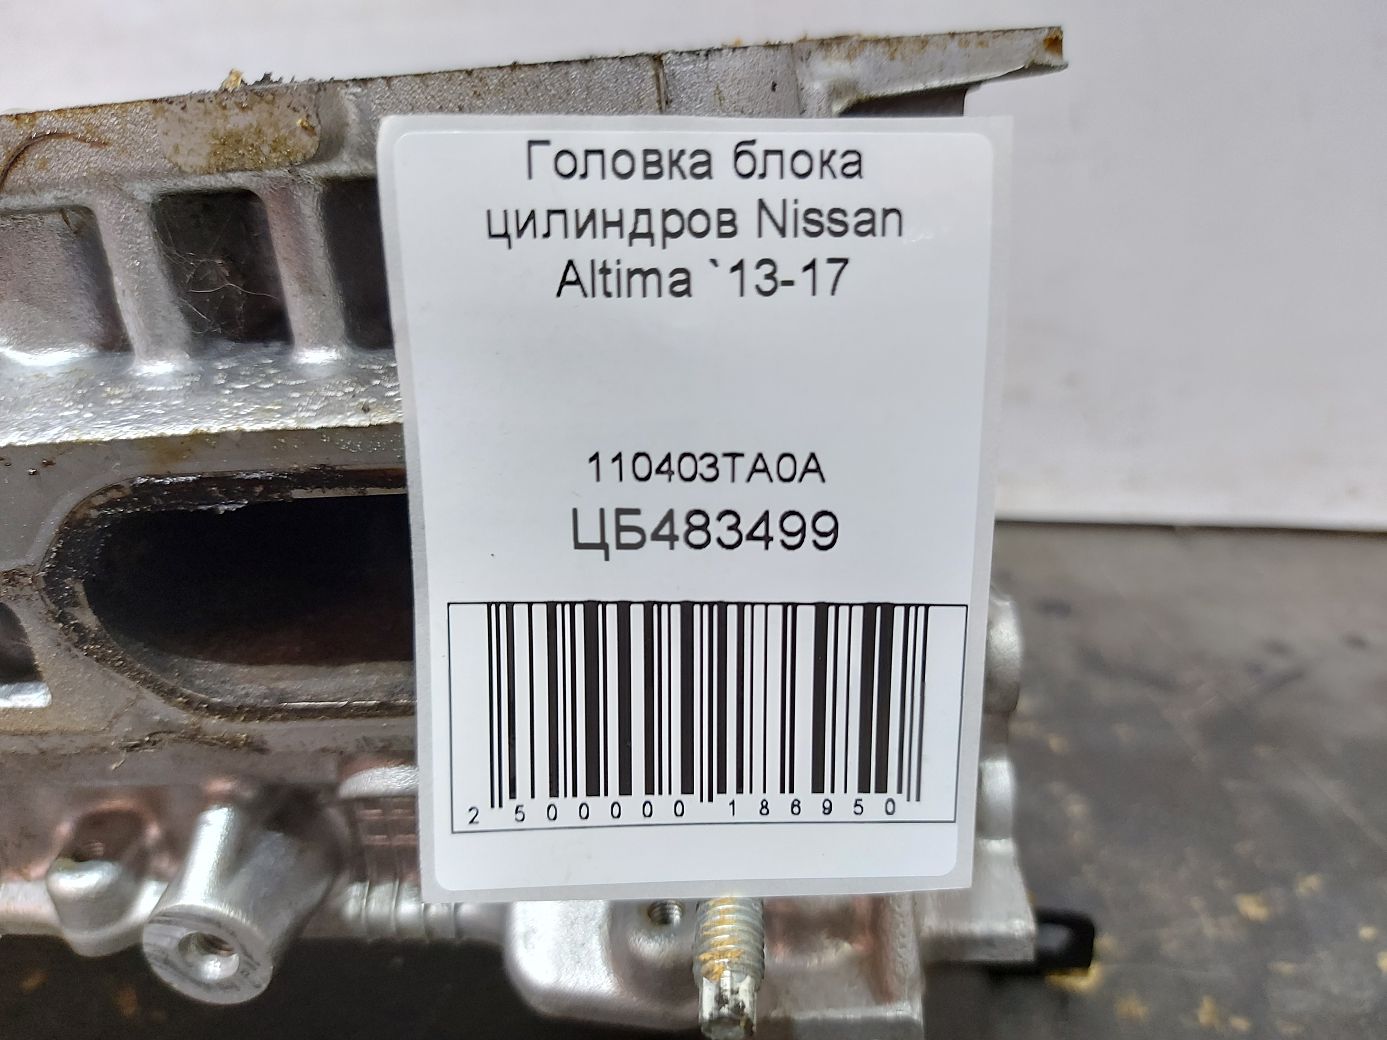 Головка блока
цилиндров Nissan
Altima `13-17
110403TA0A
ЦБ483499
2 500000 186950